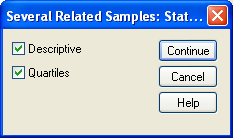 Several Related Samples: Stat...
Descriptive
Continue
Quartiles
Cancel
Help